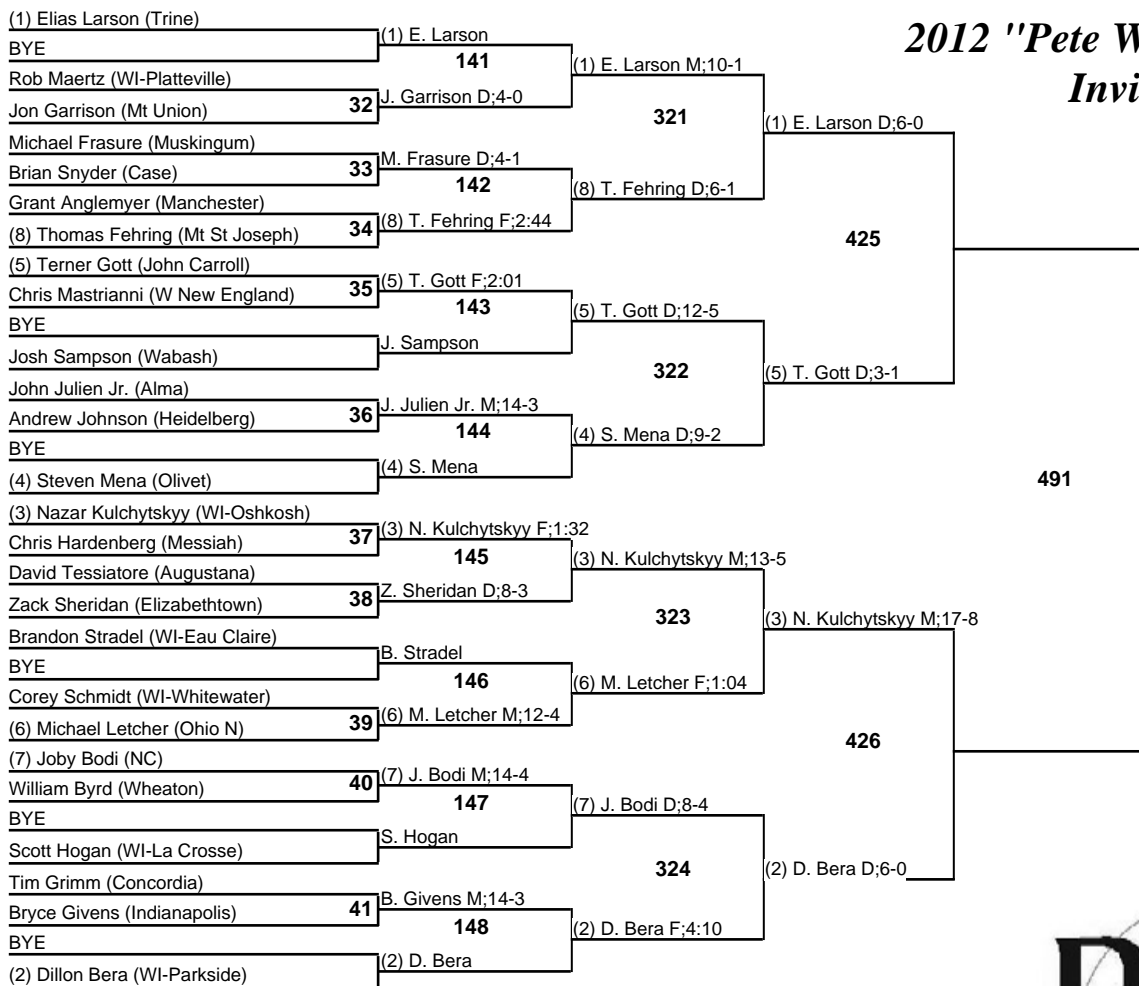 2012 "Pete W
Invi
(1) Elias Larson (Trine)
BYE
Rob Maertz (WI-Platteville)
Jon Garrison (Mt Union)
Michael Frasure (Muskingum)
Brian Snyder (Case)
Grant Anglemyer (Manchester)
(8) Thomas Fehring (Mt St Joseph)
(5) Terner Gott (John Carroll)
Chris Mastrianni (W New England)
BYE
Josh Sampson (Wabash)
John Julien Jr. (Alma)
Andrew Johnson (Heidelberg)
BYE
(4) Steven Mena (Olivet)
(3) Nazar Kulchytskyy (WI-Oshkosh)
Chris Hardenberg (Messiah)
David Tessiatore (Augustana)
Zack Sheridan (Elizabethtown)
Brandon Stradel (WI-Eau Claire)
BYE
Corey Schmidt (WI-Whitewater)
(6) Michael Letcher (Ohio N)
(7) Joby Bodi (NC)
William Byrd (Wheaton)
BYE
Scott Hogan (WI-La Crosse)
Tim Grimm (Concordia)
Bryce Givens (Indianapolis)
BYE
(2) Dillon Bera (WI-Parkside)
32
33
34
35
36
37
38
39
40
41
(1) E. Larson
141
J. Garrison D;4-0
M. Frasure D;4-1
142
(8) T. Fehring F;2:44
(5) T. Gott F;2:01
143
J. Sampson
J. Julien Jr. M;14-3
144
(4) S. Mena
(3) N. Kulchytskyy F;1:32
145
Z. Sheridan D;8-3
B. Stradel
146
(6) M. Letcher M;12-4
(7) J. Bodi M;14-4
147
S. Hogan
B. Givens M;14-3
148
(2) D. Bera
(1) E. Larson M;10-1
321
(8) T. Fehring D;6-1
(5) T. Gott D;12-5
322
(4) S. Mena D;9-2
(3) N. Kulchytskyy M;13-5
323
(6) M. Letcher F;1:04
(7) J. Bodi D;8-4
324
(2) D. Bera F;4:10
(1) E. Larson D;6-0
425
(5) T. Gott D;3-1
(3) N. Kulchytskyy M;17-8
426
(2) D. Bera D;6-0
491
D